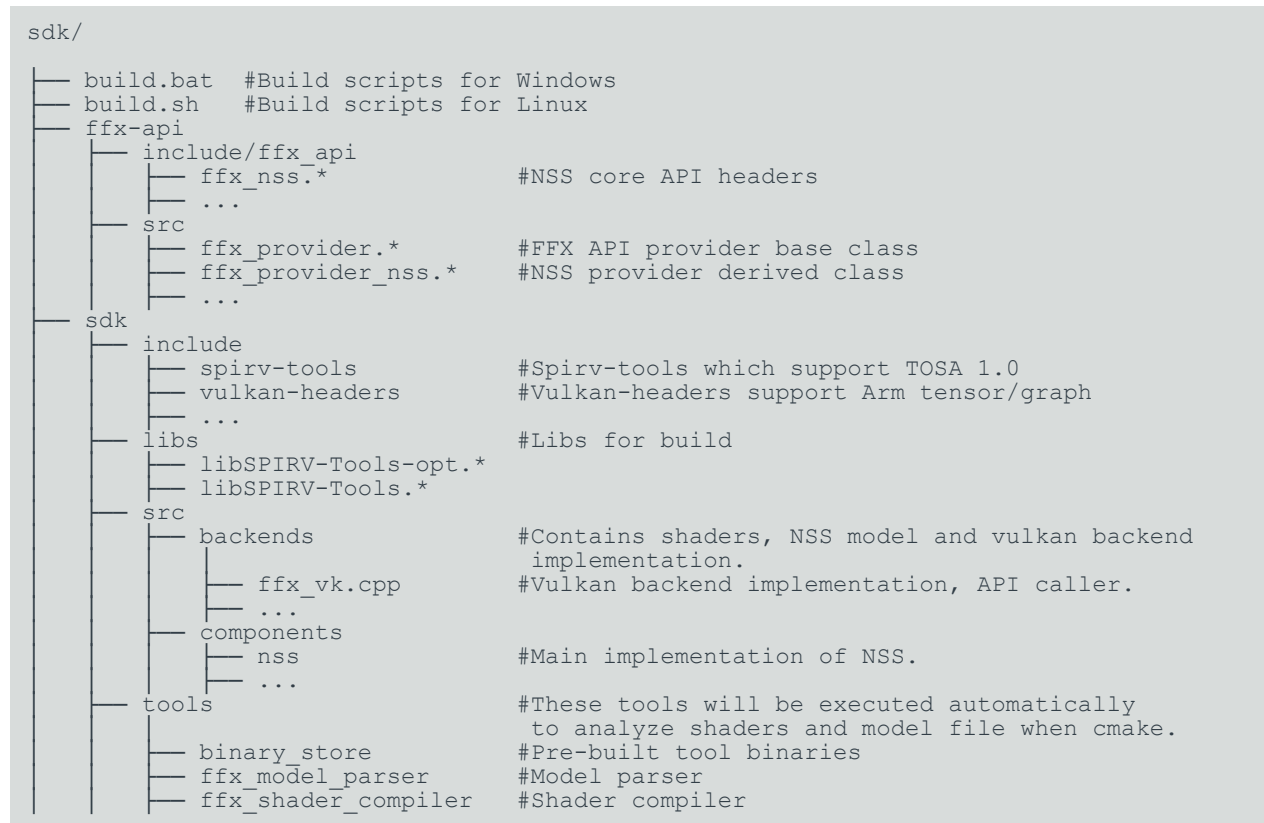 sdk/
├── build.bat  #Build scripts for Windows
├── build.sh   #Build scripts for Linux
├── ffx-api
│   ├── include/ffx_api
│   │   ├── ffx_nss.*             #NSS core API headers
│   │   ├── ...
│   ├── src
│   │   ├── ffx_provider.*        #FFX API provider base class
│   │   ├── ffx_provider_nss.*    #NSS provider derived class
│   │   ├── ...
├── sdk
│   ├── include
│   │   ├── spirv-tools           #Spirv-tools which support TOSA 1.0
│   │   ├── vulkan-headers        #Vulkan-headers support Arm tensor/graph
│   │   ├── ...
│   ├── libs                      #Libs for build
│   │   ├── libSPIRV-Tools-opt.*
│   │   ├── libSPIRV-Tools.*
│   ├── src
│   │   ├── backends              #Contains shaders, NSS model and vulkan backend
│   │   │   │                      implementation.
│   │   │   ├── ffx_vk.cpp        #Vulkan backend implementation, API caller.
│   │   │   ├── ...
│   │   ├── components
│   │   │   ├── nss               #Main implementation of NSS.
│   │   │   ├── ...
│   ├── tools                     #These tools will be executed automatically
│   │   │                          to analyze shaders and model file when cmake.
│   │   ├── binary_store          #Pre-built tool binaries
│   │   ├── ffx_model_parser      #Model parser
│   │   ├── ffx_shader_compiler   #Shader compiler